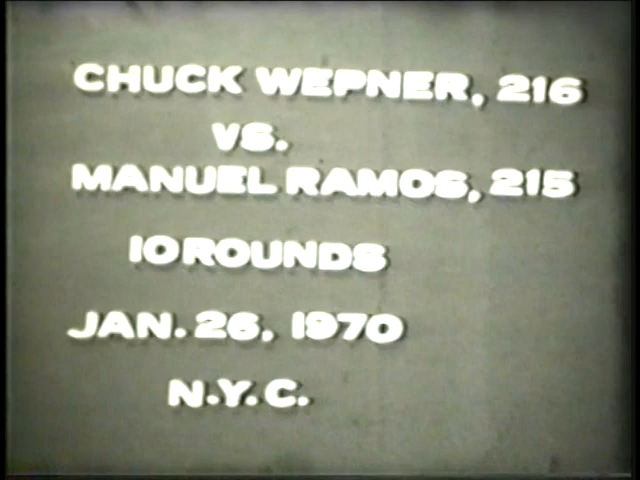 CHUCK WEPNER, 216
VS.
MANUEL RAMOS, 215
10 ROUNDS
JAN. 26, 1970
N.Y.C.